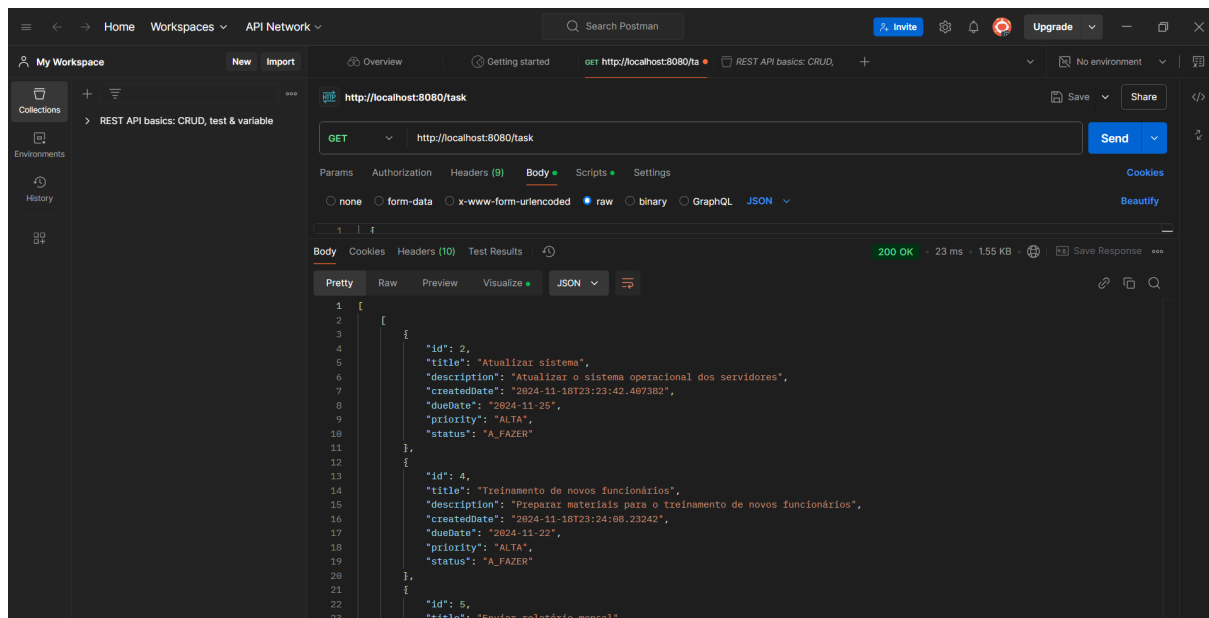 Home Workspaces API Network Search Postman Invite Upgrade
My Workspace New Import Overview Getting started GET http://localhost:8080/ta REST API basics: CRUD, No environment
Collections
REST API basics: CRUD, test & variable
Environments
History
HTTP http://localhost:8080/task Save Share
GET http://localhost:8080/task Send
Params Authorization Headers (9) Body Scripts Settings Cookies
none form-data x-www-form-urlencoded raw binary GraphQL JSON Beautify
1 {
Body Cookies Headers (10) Test Results 200 OK 23 ms 1.55 KB Save Response
Pretty Raw Preview Visualize JSON
1 [
2 [
3 {
4 "id": 2,
5 "title": "Atualizar sistema",
6 "description": "Atualizar o sistema operacional dos servidores",
7 "createdDate": "2024-11-18T23:23:42.407382",
8 "dueDate": "2024-11-25",
9 "priority": "ALTA",
10 "status": "A_FAZER"
11 },
12 {
13 "id": 4,
14 "title": "Treinamento de novos funcionários",
15 "description": "Preparar materiais para o treinamento de novos funcionários",
16 "createdDate": "2024-11-18T23:24:08.23242",
17 "dueDate": "2024-11-22",
18 "priority": "ALTA",
19 "status": "A_FAZER"
20 },
21 {
22 "id": 5,
23 "title": "Enviar relatório mensal"